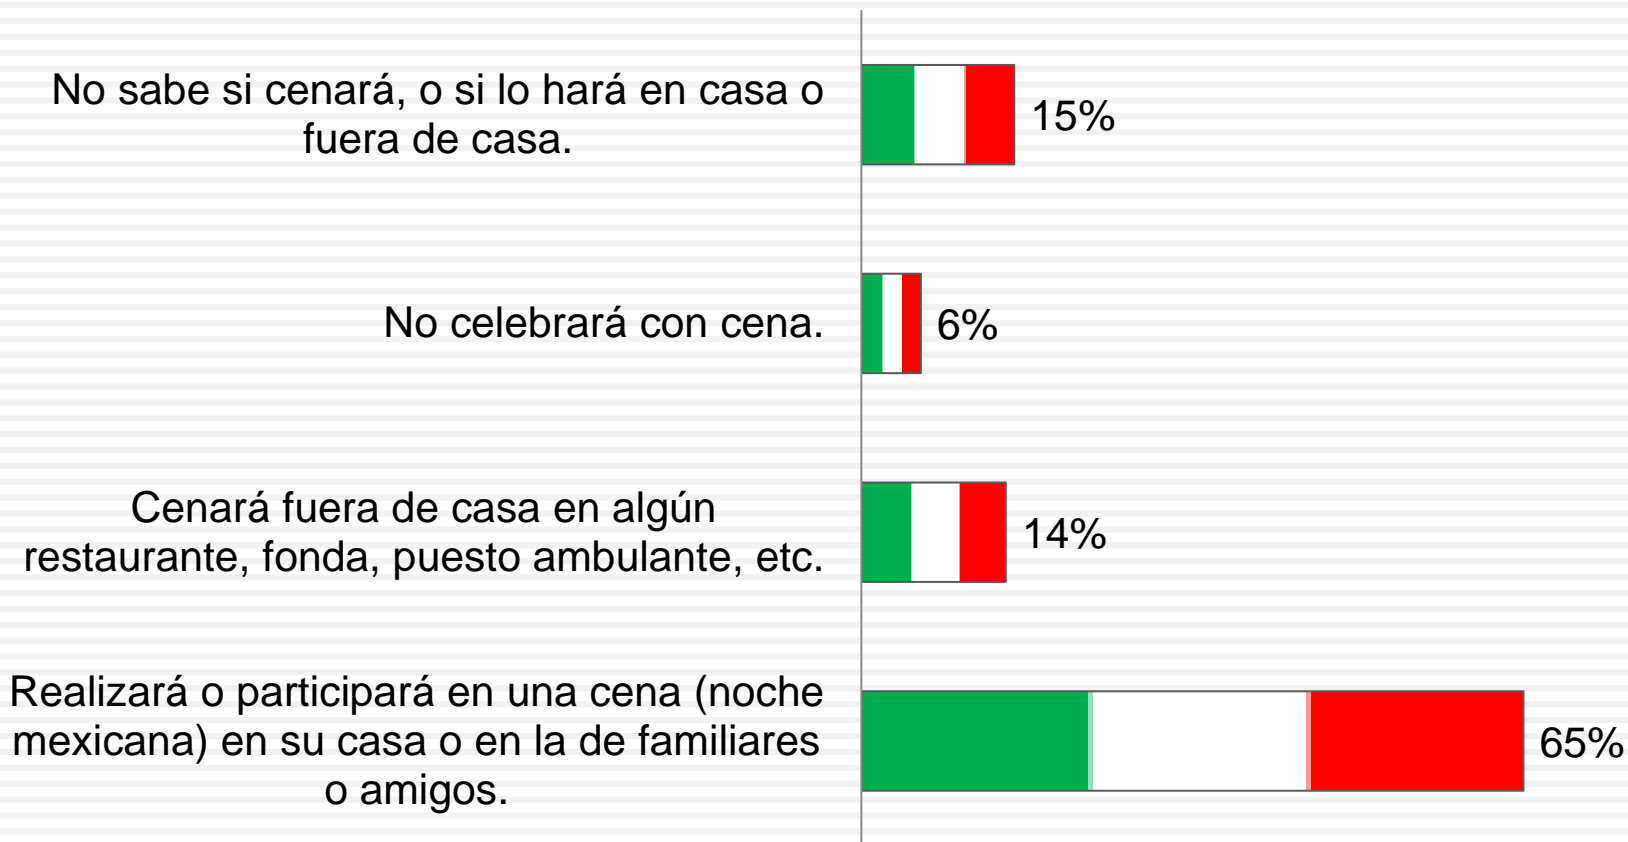 No sabe si cenará, o si lo hará en casa o
fuera de casa.
15%
No celebrará con cena.
6%
Cenará fuera de casa en algún
restaurante, fonda, puesto ambulante, etc.
14%
Realizará o participará en una cena (noche
mexicana) en su casa o en la de familiares
o amigos.
65%